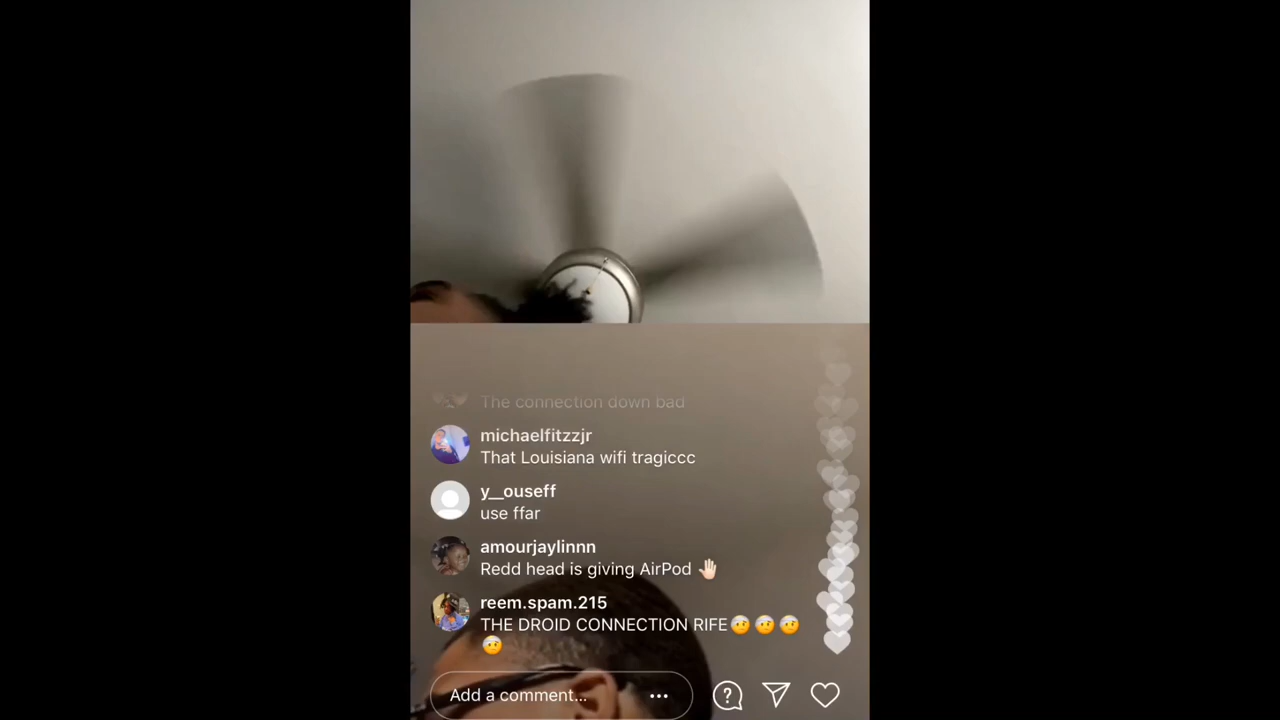 The connection down bad
michaelfitzzjr
That Louisiana wifi tragiccc
y__ouseff
use ffar
amourjaylinnn
Redd head is giving AirPod 🤚🏻
reem.spam.215
THE DROID CONNECTION RIFE🤕 🤕 🤕
🤕
Add a comment...